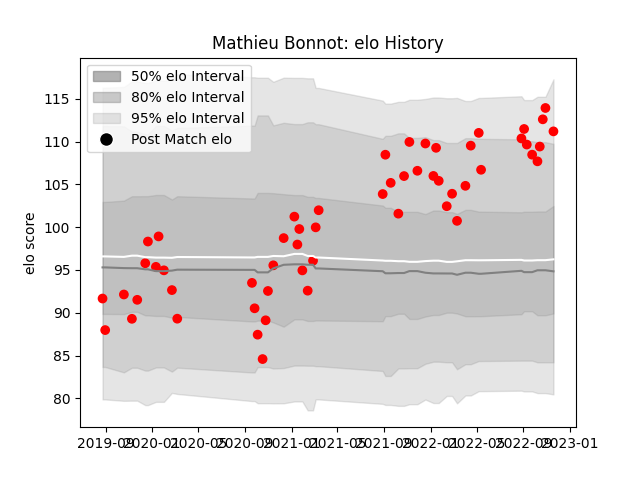 Mathieu Bonnot: elo History
50% elo Interval
80% elo Interval
95% elo Interval
Post Match elo
elo score
115
110
105
100
95
90
85
80
2019-09 2020-01 2020-05 2020-09 2021-01 2021-05 2021-09 2022-01 2022-05 2022-09 2023-01